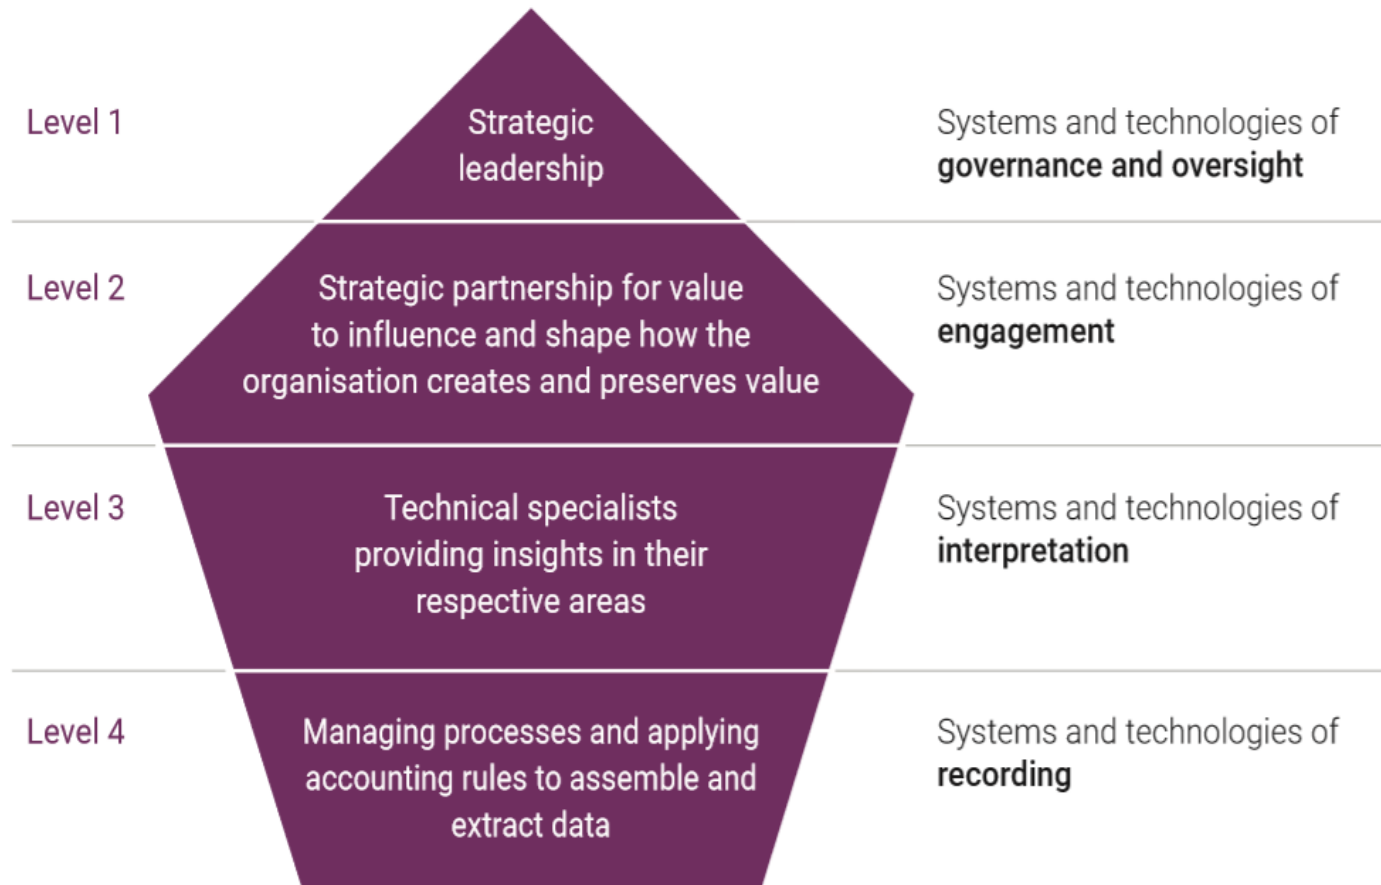 Level 1
Strategic
leadership
Systems and technologies of
governance and oversight
Level 2
Strategic partnership for value
to influence and shape how the
organisation creates and preserves value
Systems and technologies of
engagement
Level 3
Technical specialists
providing insights in their
respective areas
Systems and technologies of
interpretation
Level 4
Managing processes and applying
accounting rules to assemble and
extract data
Systems and technologies of
recording